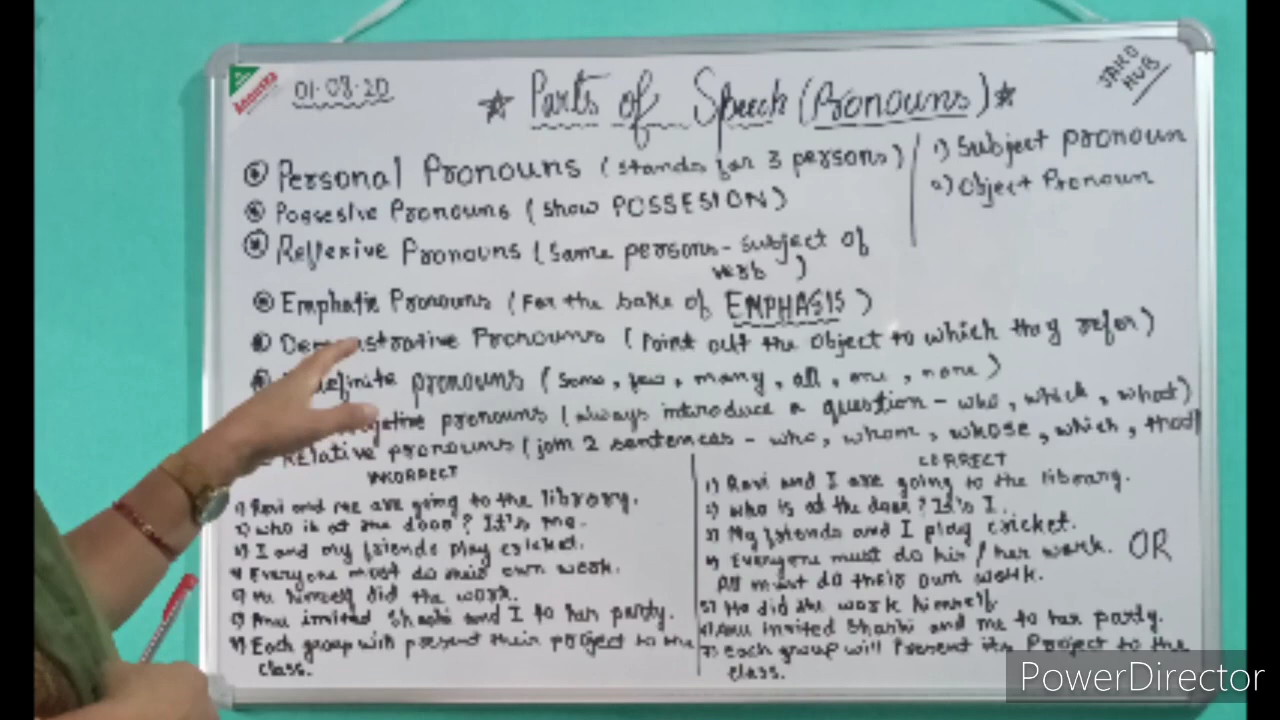 01-08-20
★ Parts of Speech (Pronouns) ★
JAKO HUB
Personal Pronouns (stands for 3 persons)
1) Subject pronoun
2) Object Pronoun
Possesive Pronouns (show POSSESION)
Reflexive Pronouns (Same persons - subject of verb)
Emphatic Pronouns (For the sake of EMPHASIS)
Demonstrative Pronouns (Point out the object to which they refer)
pronouns (Some, few, many, all, one, none)
pronouns (always introduce a question - who, which, what)
Relative pronouns (join 2 sentences - who, whom, whose, which, that)
INCORRECT
1) Ravi and me are going to the library.
2) who is at the door? It's me.
3) I and my friends play cricket.
4) Everyone must do their own work.
5) He himself did the work.
6) Anu invited Shashi and I to her party.
7) Each group will present their project to the class.
CORRECT
1) Ravi and I are going to the library.
2) who is at the door? It's I.
3) My friends and I play cricket.
4) Everyone must do his/her work. OR
All must do their own work.
5) He did the work himself.
6) Anu invited Shashi and me to her party.
7) each group will Present its Project to the class.
PowerDirector